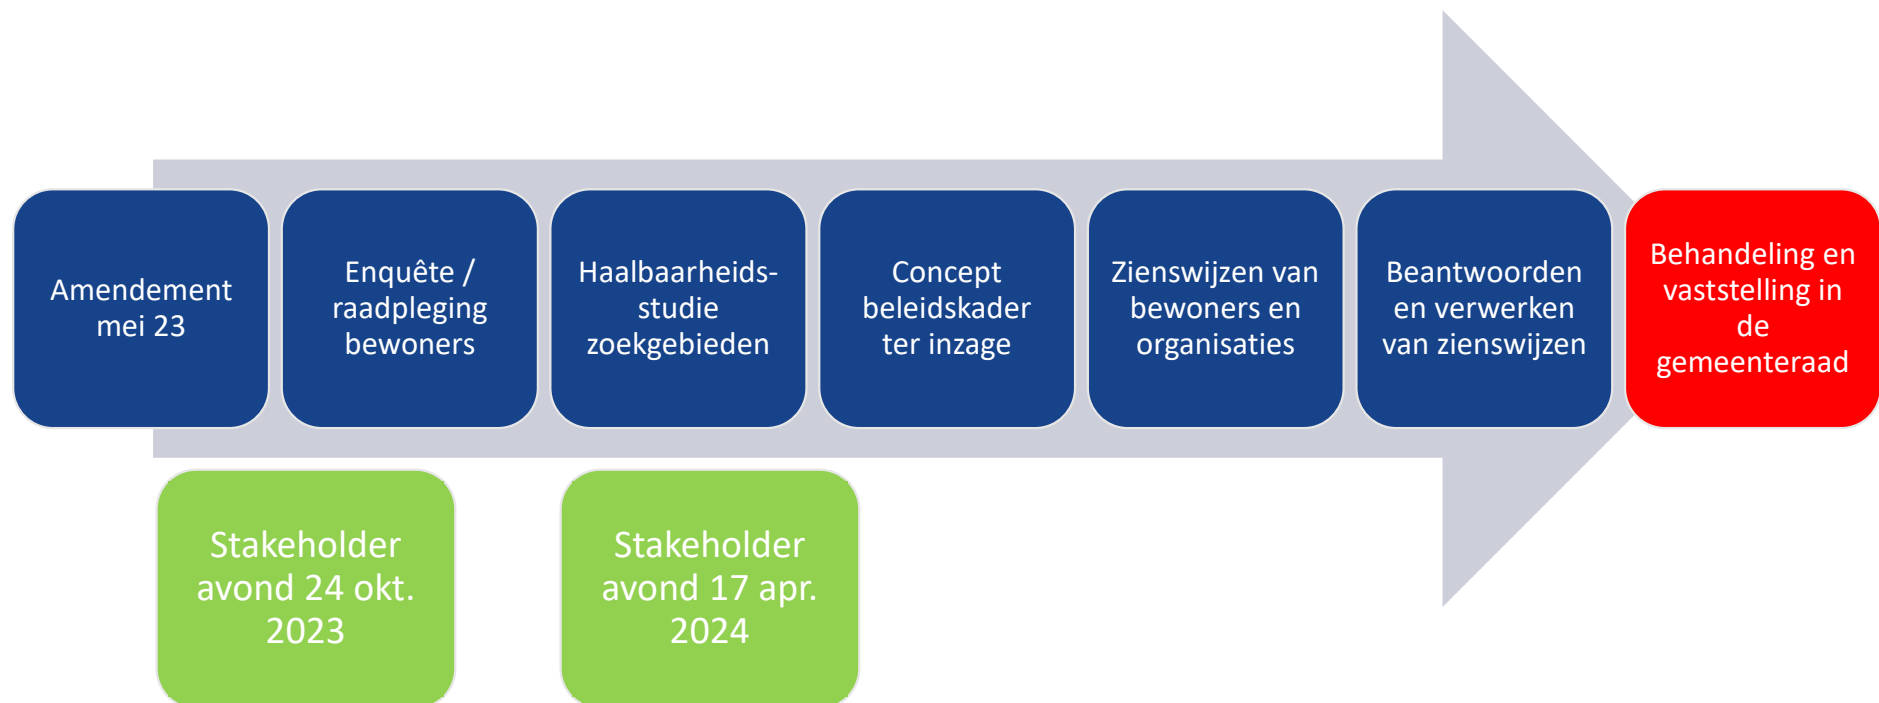 Amendement
mei 23
Enquête /
raadpleging
bewoners
Haalbaarheids-
studie
zoekgebieden
Concept
beleidskader
ter inzage
Zienswijzen van
bewoners en
organisaties
Beantwoorden
en verwerken
van zienswijzen
Behandeling en
vaststelling in
de
gemeenteraad
Stakeholder
avond 24 okt.
2023
Stakeholder
avond 17 apr.
2024